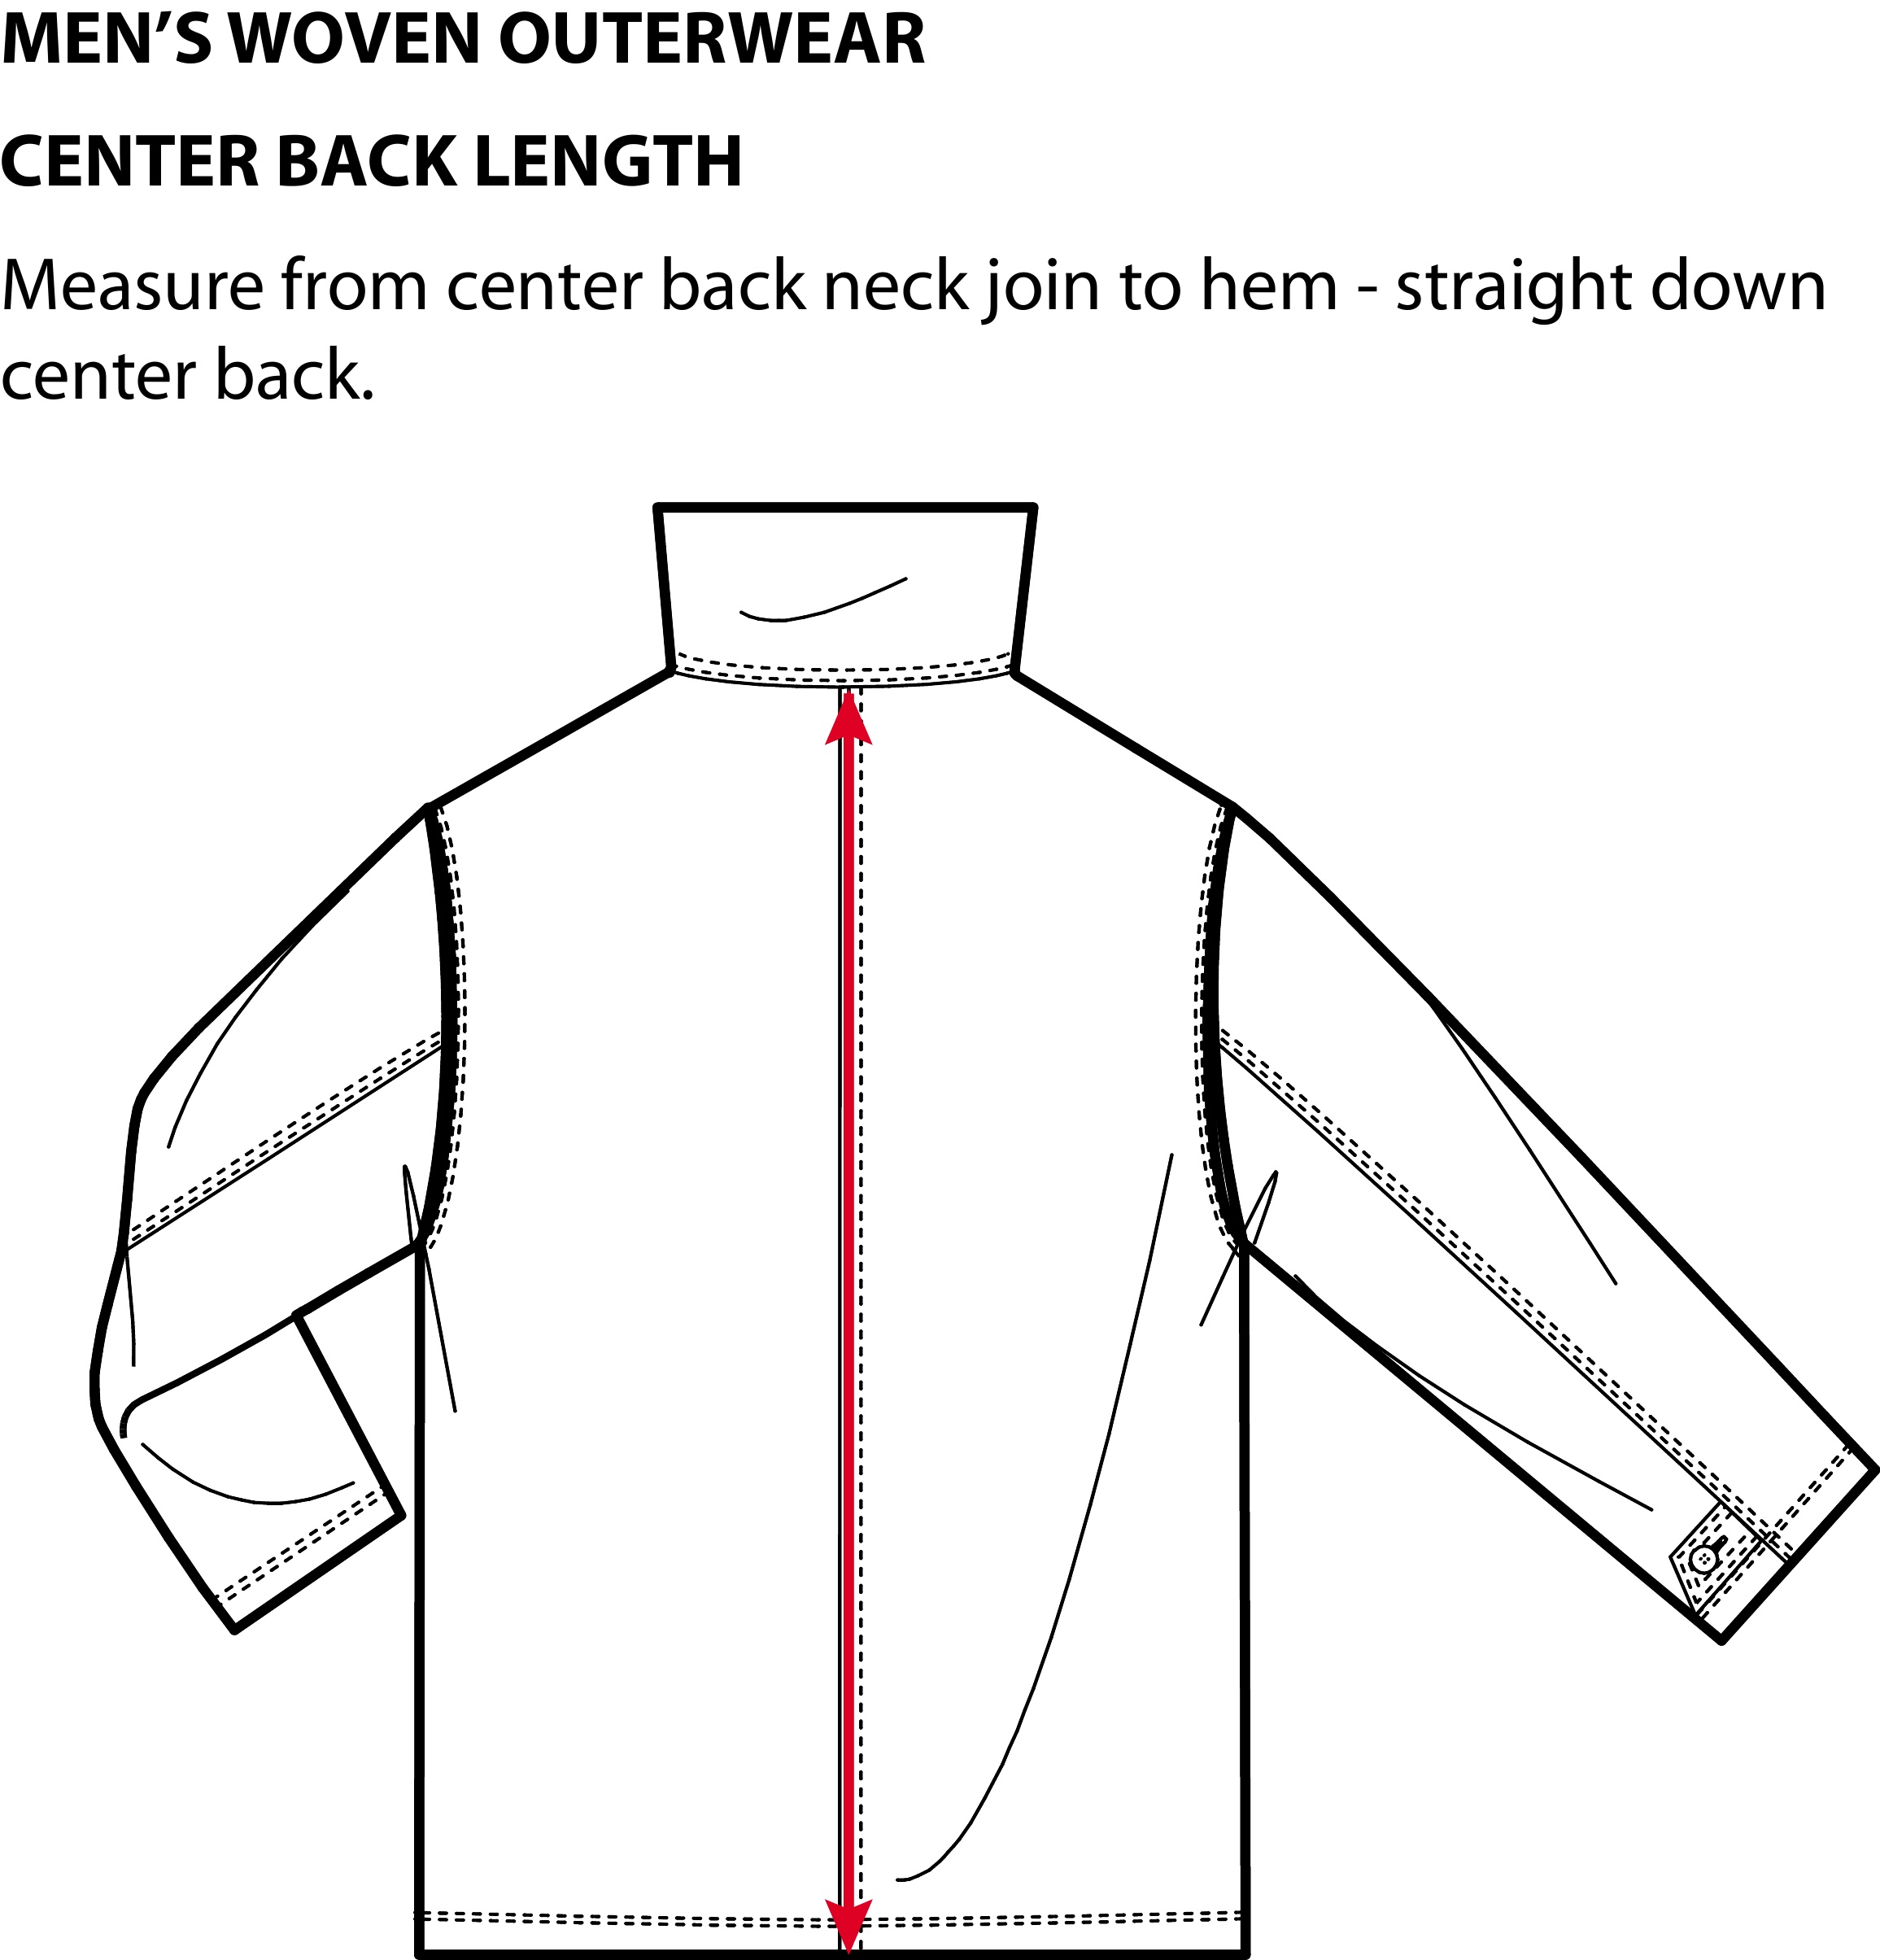 MEN’S WOVEN OUTERWEAR
CENTER BACK LENGTH
Measure from center back neck join to hem - straight down
center back.